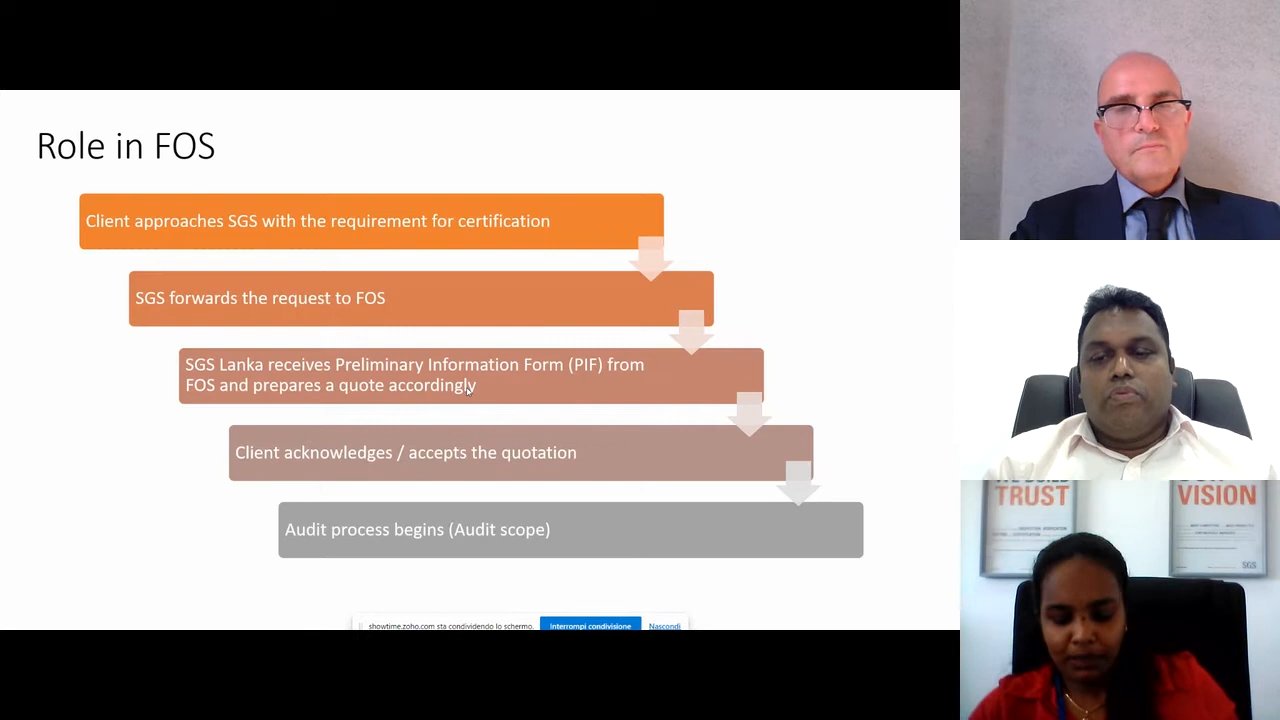 Role in FOS
Client approaches SGS with the requirement for certification
SGS forwards the request to FOS
SGS Lanka receives Preliminary Information Form (PIF) from
FOS and prepares a quote accordingly
Client acknowledges / accepts the quotation
Audit process begins (Audit scope)
showtime.zoho.com sta condividendo lo schermo.
Interrompi condivisione
Nascondi
TRUST
VISION
SGS